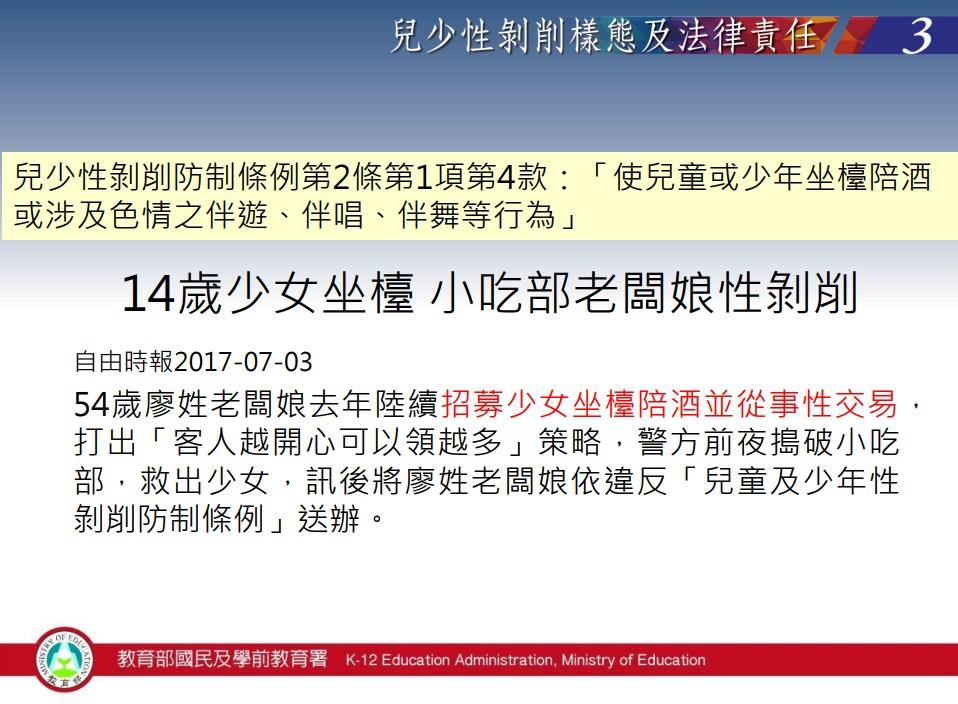 兒少性剝削樣態及法律責任 3
兒少性剝削防制條例第2條第1項第4款：「使兒童或少年坐檯陪酒
或涉及色情之伴遊、伴唱、伴舞等行為」
14歲少女坐檯 小吃部老闆娘性剝削
自由時報2017-07-03
54歲廖姓老闆娘去年陸續招募少女坐檯陪酒並從事性交易，
打出「客人越開心可以領越多」策略，警方前夜搗破小吃
部，救出少女，訊後將廖姓老闆娘依違反「兒童及少年性
剝削防制條例」送辦。
MINISTRY OF EDUCATION
教育部
教育部國民及學前教育署 K-12 Education Administration, Ministry of Education